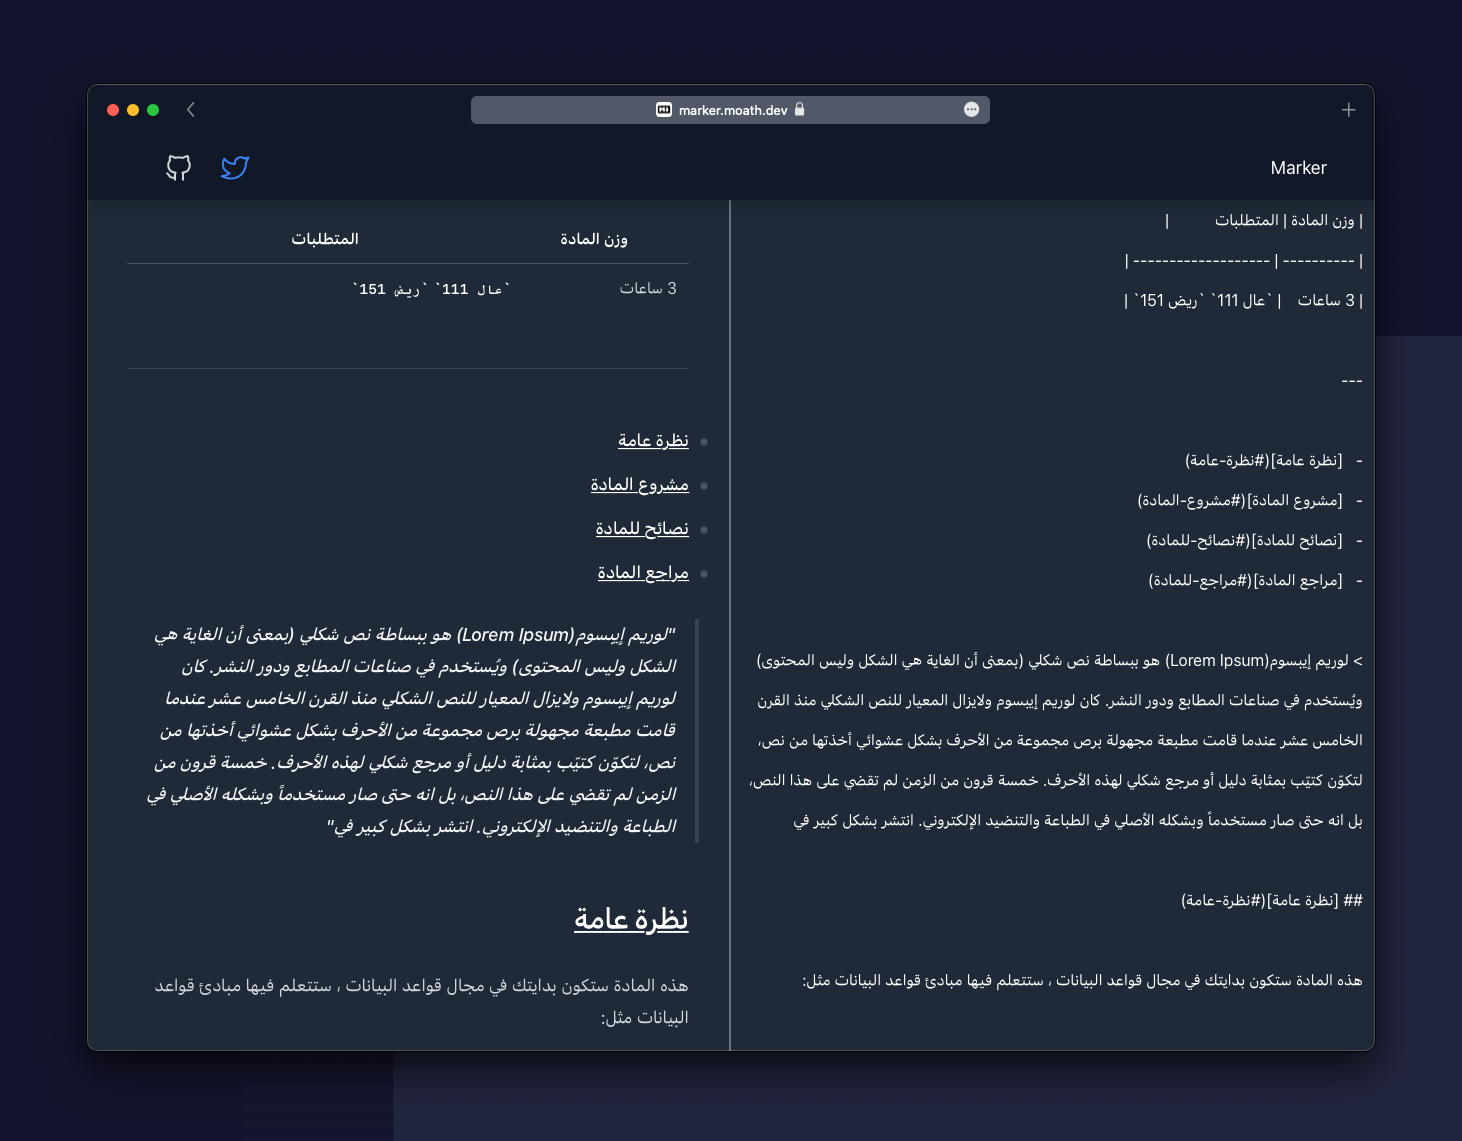 marker.moath.dev
Marker
| وزن المادة | المتطلبات |
| ---------- | ------------------- |
| 3 ساعات | `عال 111` `ريض 151` |
---
- [نظرة عامة](#نظرة-عامة)
- [مشروع المادة](#مشروع-المادة)
- [نصائح للمادة](#نصائح-للمادة)
- [مراجع المادة](#مراجع-للمادة)
> لوريم إيبسوم(Lorem Ipsum) هو ببساطة نص شكلي (بمعنى أن الغاية هي الشكل وليس المحتوى)
ويُستخدم في صناعات المطابع ودور النشر. كان لوريم إيبسوم ولايزال المعيار للنص الشكلي منذ القرن
الخامس عشر عندما قامت مطبعة مجهولة برص مجموعة من الأحرف بشكل عشوائي أخذتها من نص،
لتكوّن كتيّب بمثابة دليل أو مرجع شكلي لهذه الأحرف. خمسة قرون من الزمن لم تقضي على هذا النص،
بل انه حتى صار مستخدماً وبشكله الأصلي في الطباعة والتنضيد الإلكتروني. انتشر بشكل كبير في
## [نظرة عامة](#نظرة-عامة)
هذه المادة ستكون بدايتك في مجال قواعد البيانات ، ستتعلم فيها مبادئ قواعد البيانات مثل:
وزن المادة المتطلبات
3 ساعات `عال 111` `ريض 151`
نظرة عامة
مشروع المادة
نصائح للمادة
مراجع المادة
"لوريم إيبسوم(Lorem Ipsum) هو ببساطة نص شكلي (بمعنى أن الغاية هي
الشكل وليس المحتوى) ويُستخدم في صناعات المطابع ودور النشر. كان
لوريم إيبسوم ولايزال المعيار للنص الشكلي منذ القرن الخامس عشر عندما
قامت مطبعة مجهولة برص مجموعة من الأحرف بشكل عشوائي أخذتها من
نص، لتكوّن كتيّب بمثابة دليل أو مرجع شكلي لهذه الأحرف. خمسة قرون من
الزمن لم تقضي على هذا النص، بل انه حتى صار مستخدماً وبشكله الأصلي في
الطباعة والتنضيد الإلكتروني. انتشر بشكل كبير في"
نظرة عامة
هذه المادة ستكون بدايتك في مجال قواعد البيانات ، ستتعلم فيها مبادئ قواعد
البيانات مثل: